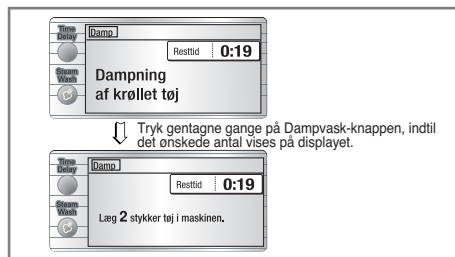 Time
Delay
Damp
Resttid 0:19
Steam
Wash
Dampning
af krøllet tøj
Tryk gentagne gange på Dampvask-knappen, indtil
det ønskede antal vises på displayet.
Time
Delay
Damp
Resttid 0:19
Steam
Wash
Læg 2 stykker tøj i maskinen.